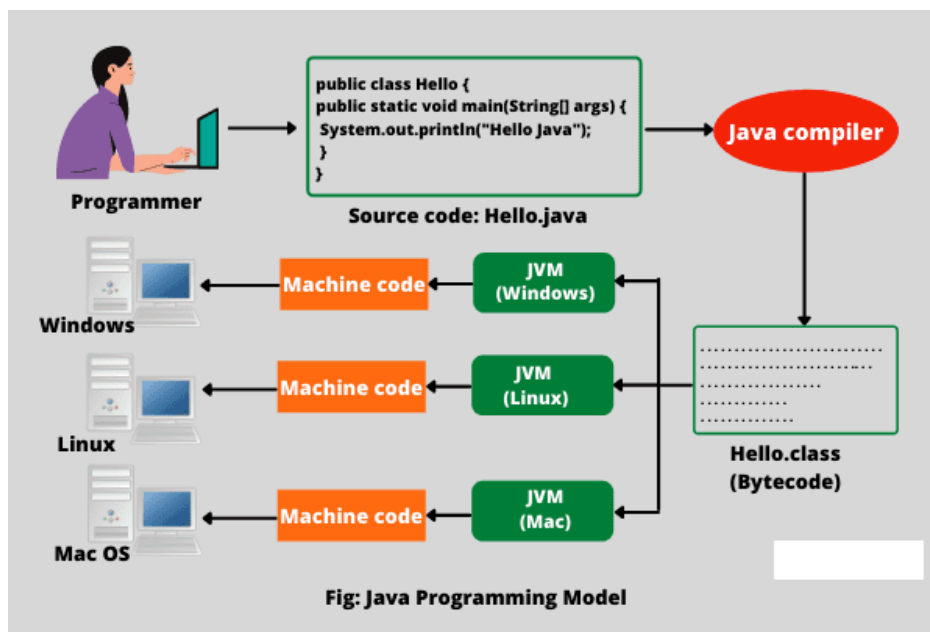 public class Hello {
public static void main(String[] args) {
System.out.println("Hello Java");
}
}
Java compiler
Programmer
Source code: Hello.java
Windows
Machine code
JVM
(Windows)
Linux
Machine code
JVM
(Linux)
Hello.class
(Bytecode)
Mac OS
Machine code
JVM
(Mac)
Fig: Java Programming Model